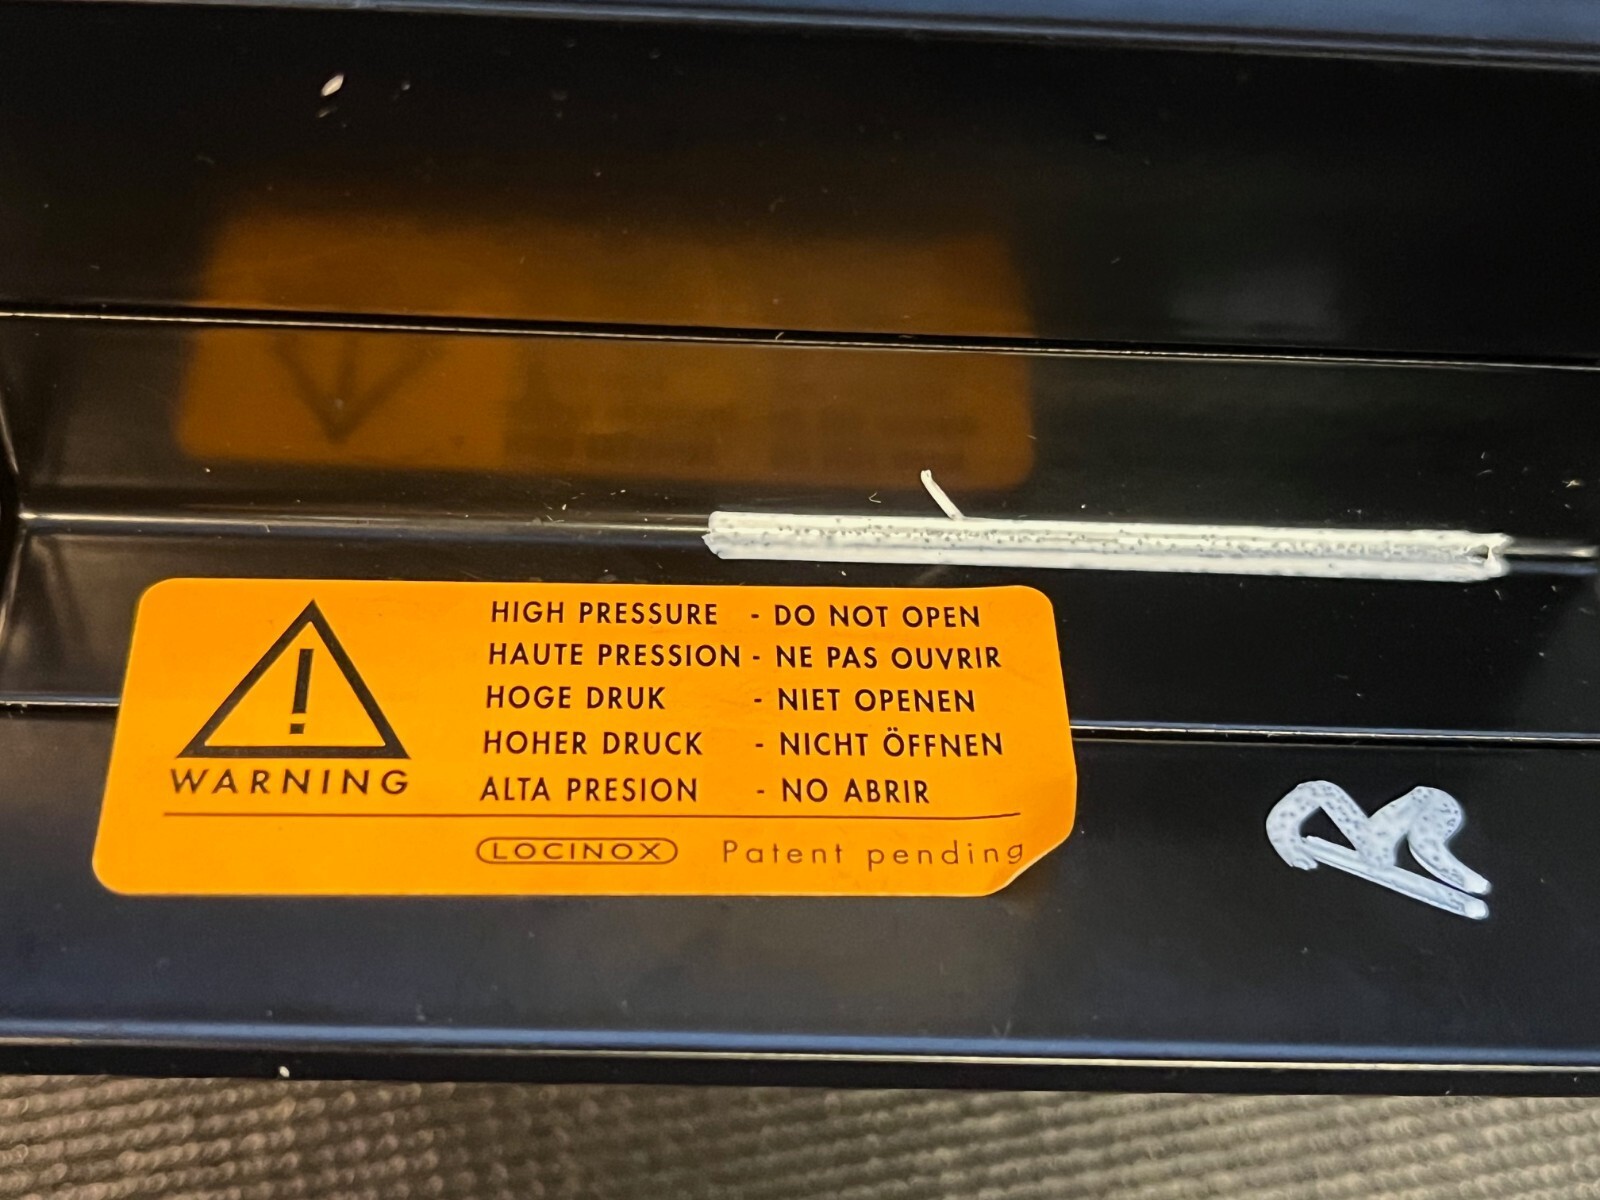 HIGH PRESSURE - DO NOT OPEN
HAUTE PRESSION - NE PAS OUVRIR
HOGE DRUK - NIET OPENEN
HOHER DRUCK - NICHT ÖFFNEN
ALTA PRESION - NO ABRIR
WARNING
LOCINOX Patent pending
R